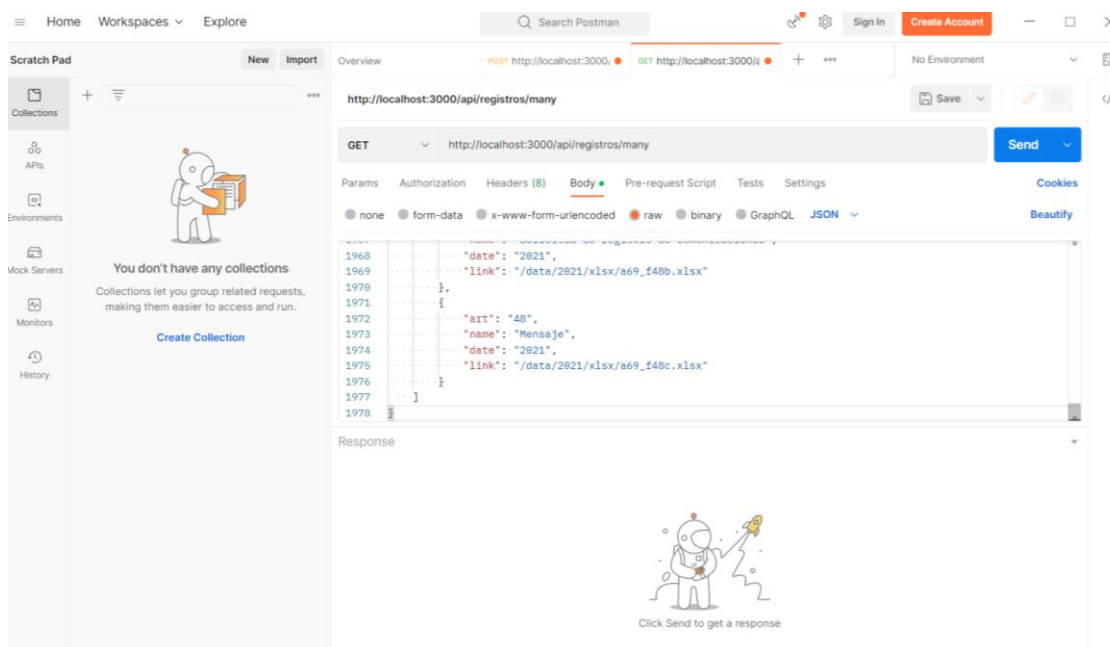 Home Workspaces Explore Search Postman Sign In Create Account
Scratch Pad New Import
Overview POST http://localhost:3000/ GET http://localhost:3000/a No Environment
Collections
APIs
Environments
Mock Servers
Monitors
History
You don't have any collections
Collections let you group related requests,
making them easier to access and run.
Create Collection
http://localhost:3000/api/registros/many Save
GET http://localhost:3000/api/registros/many Send
Params Authorization Headers (8) Body Pre-request Script Tests Settings Cookies
none form-data x-www-form-urlencoded raw binary GraphQL JSON Beautify
1968 "date": "2021",
1969 "link": "/data/2021/xlsx/a69_f48b.xlsx"
1970 },
1971 {
1972 "art": "48",
1973 "name": "Mensaje",
1974 "date": "2021",
1975 "link": "/data/2021/xlsx/a69_f48c.xlsx"
1976 }
1977 ]
1978 }
Response
Click Send to get a response